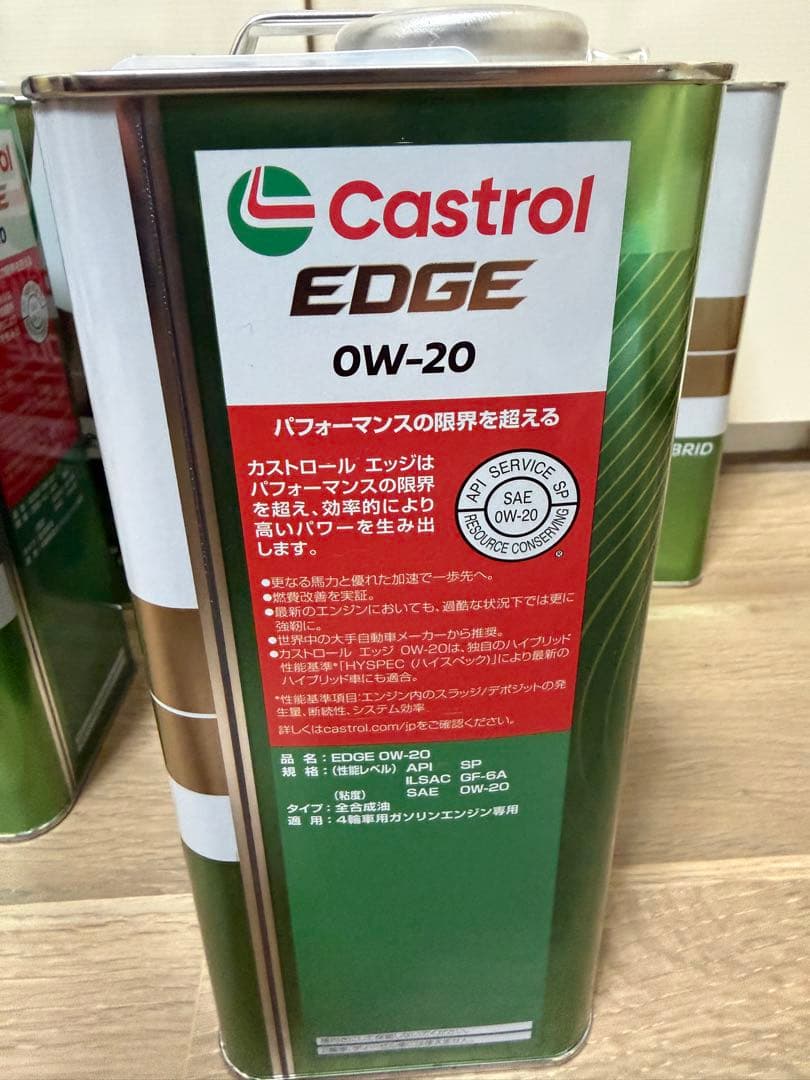 Castrol
EDGE
0W-20
パフォーマンスの限界を超える
カストロール エッジは
パフォーマンスの限界
を超え、効率的により
高いパワーを生み出
します。
API SERVICE SP
SAE
0W-20
RESOURCE CONSERVING
®
●更なる馬力と優れた加速で一歩先へ。
●燃費改善を実証。
●最新のエンジンにおいても、過酷な状況下では更に
強靭に。
●世界中の大手自動車メーカーから推奨。
●カストロール エッジ 0W-20は、独自のハイブリッド
性能基準*「HYSPEC (ハイスペック)」により最新の
ハイブリッド車にも適合。
*性能基準項目:エンジン内のスラッジ/デポジットの発
生量、断続性、システム効率
詳しくはcastrol.com/jpをご確認ください。
品 名:EDGE 0W-20
規 格:(性能レベル) API SP
ILSAC GF-6A
(粘度) SAE 0W-20
タイプ:全合成油
適 用:4輪車用ガソリンエンジン専用
ol
GE
0
BRID